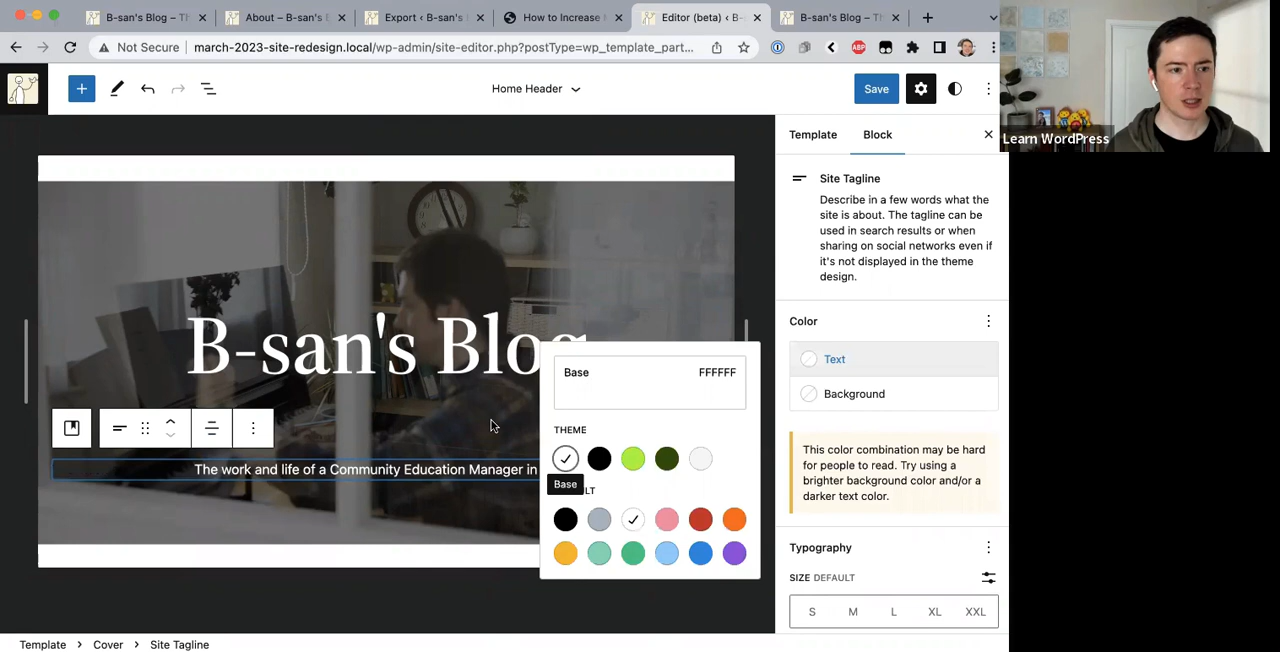 B-san's Blog – Th
About – B-san's B
Export ‹ B-san's
How to Increase
Editor (beta) ‹ B-
B-san's Blog – Th
Not Secure
march-2023-site-redesign.local/wp-admin/site-editor.php?postType=wp_template_part...
ABP
Home Header
Save
Learn WordPress
Template
Block
Site Tagline
Describe in a few words what the
site is about. The tagline can be
used in search results or when
sharing on social networks even if
it's not displayed in the theme
design.
Color
Text
Background
This color combination may be hard
for people to read. Try using a
brighter background color and/or a
darker text color.
Typography
SIZE DEFAULT
S M L XL XXL
B-san's Blog
The work and life of a Community Education Manager in
Base FFFFFF
THEME
Base
Template > Cover > Site Tagline